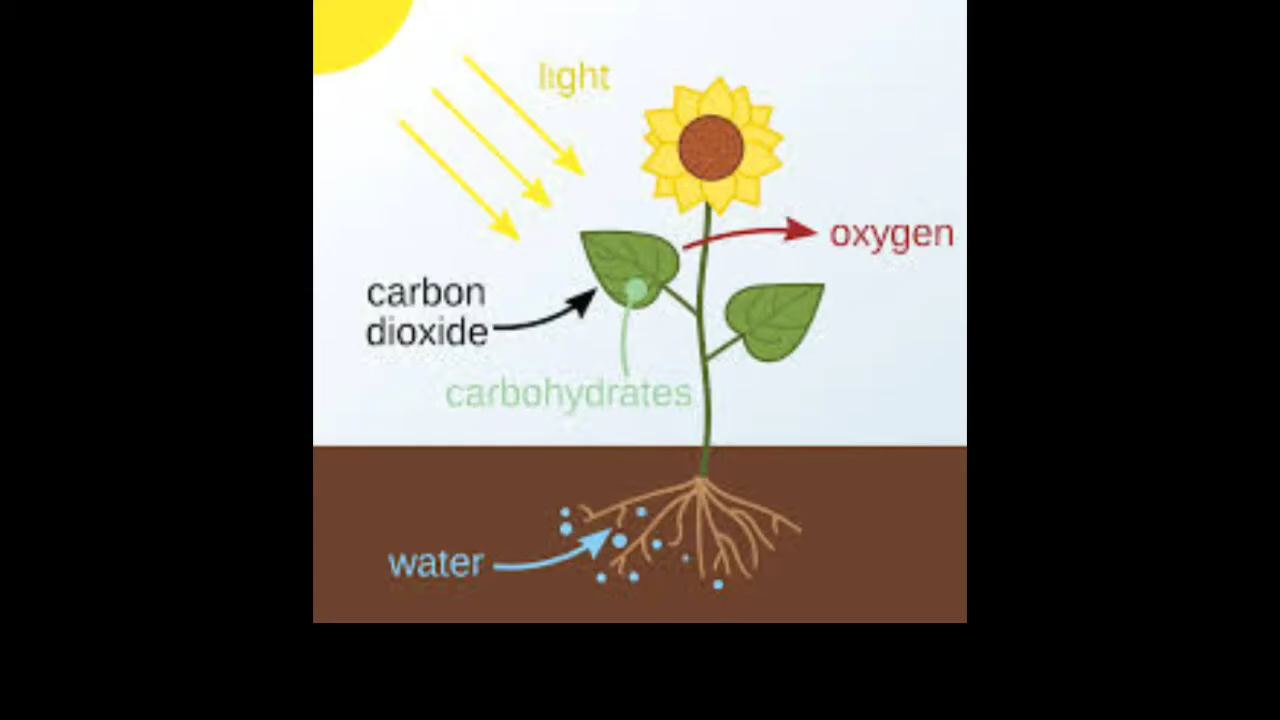 light
oxygen
carbon
dioxide
carbohydrates
water